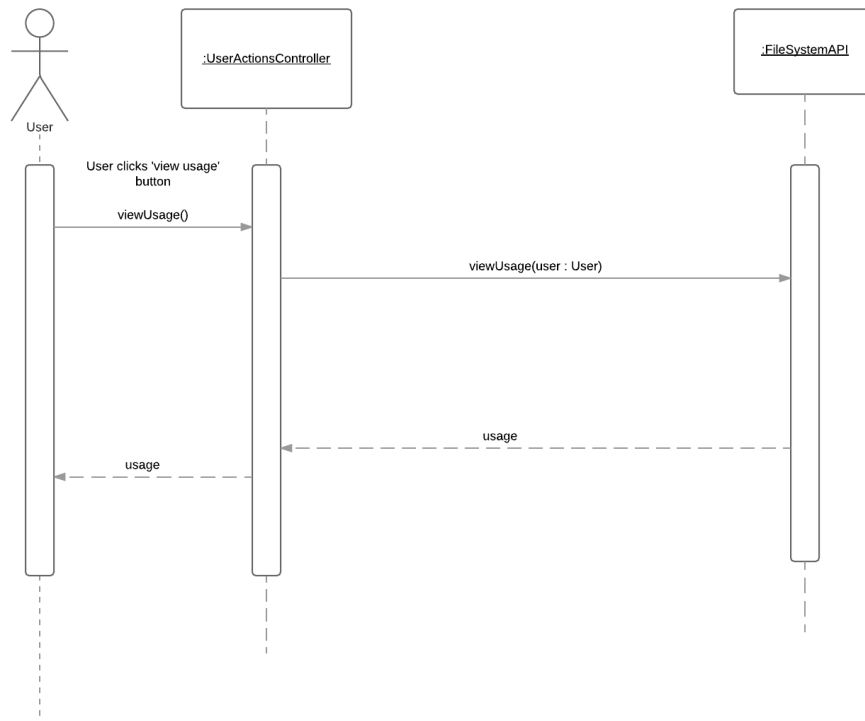 :UserActionsController
:FileSystemAPI
User
User clicks 'view usage'
button
viewUsage()
viewUsage(user : User)
usage
usage